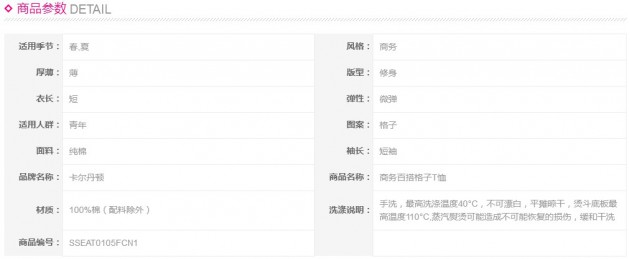 商品参数 DETAIL
适用季节： 春,夏 风格： 商务
厚薄： 薄 版型： 修身
衣长： 短 弹性： 微弹
适用人群： 青年 图案： 格子
面料： 纯棉 袖长： 短袖
品牌名称： 卡尔丹顿 商品名称： 商务百搭格子T恤
材质： 100%棉（配料除外） 洗涤说明： 手洗，最高洗涤温度40°C，不可漂白，平摊晾干，烫斗底板最
高温度110°C,蒸汽熨烫可能造成不可能恢复的损伤，缓和干洗
商品编号： SSEAT0105FCN1